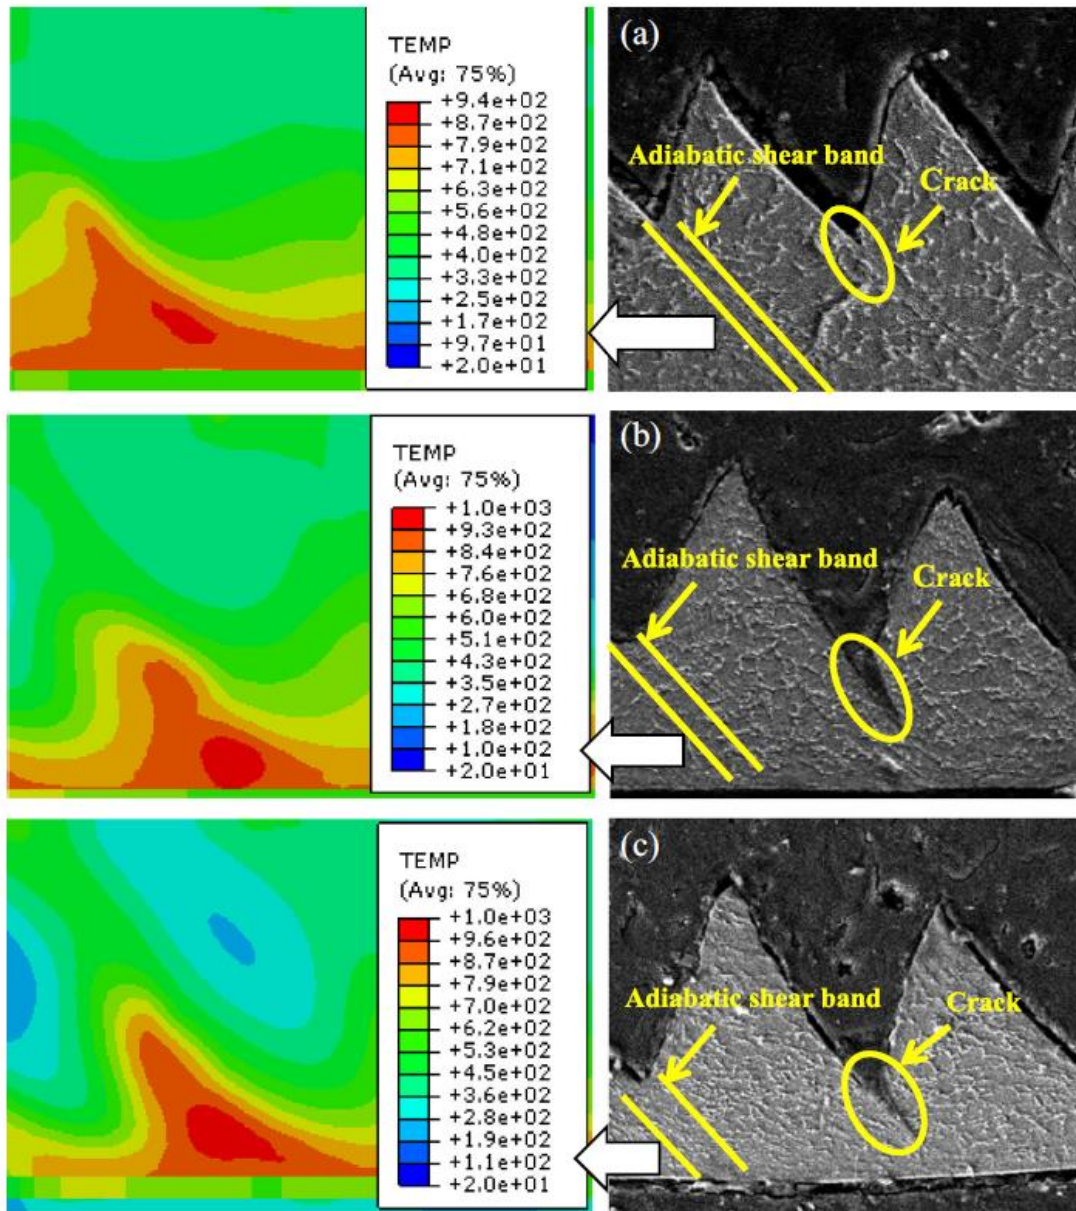 TEMP
(Avg: 75%)
+9.4e+02
+8.7e+02
+7.9e+02
+7.1e+02
+6.3e+02
+5.6e+02
+4.8e+02
+4.0e+02
+3.3e+02
+2.5e+02
+1.7e+02
+9.7e+01
+2.0e+01
(a)
Adiabatic shear band
Crack
TEMP
(Avg: 75%)
+1.0e+03
+9.3e+02
+8.4e+02
+7.6e+02
+6.8e+02
+6.0e+02
+5.1e+02
+4.3e+02
+3.5e+02
+2.7e+02
+1.8e+02
+1.0e+02
+2.0e+01
(b)
Adiabatic shear band
Crack
TEMP
(Avg: 75%)
+1.0e+03
+9.6e+02
+8.7e+02
+7.9e+02
+7.0e+02
+6.2e+02
+5.3e+02
+4.5e+02
+3.6e+02
+2.8e+02
+1.9e+02
+1.1e+02
+2.0e+01
(c)
Adiabatic shear band
Crack